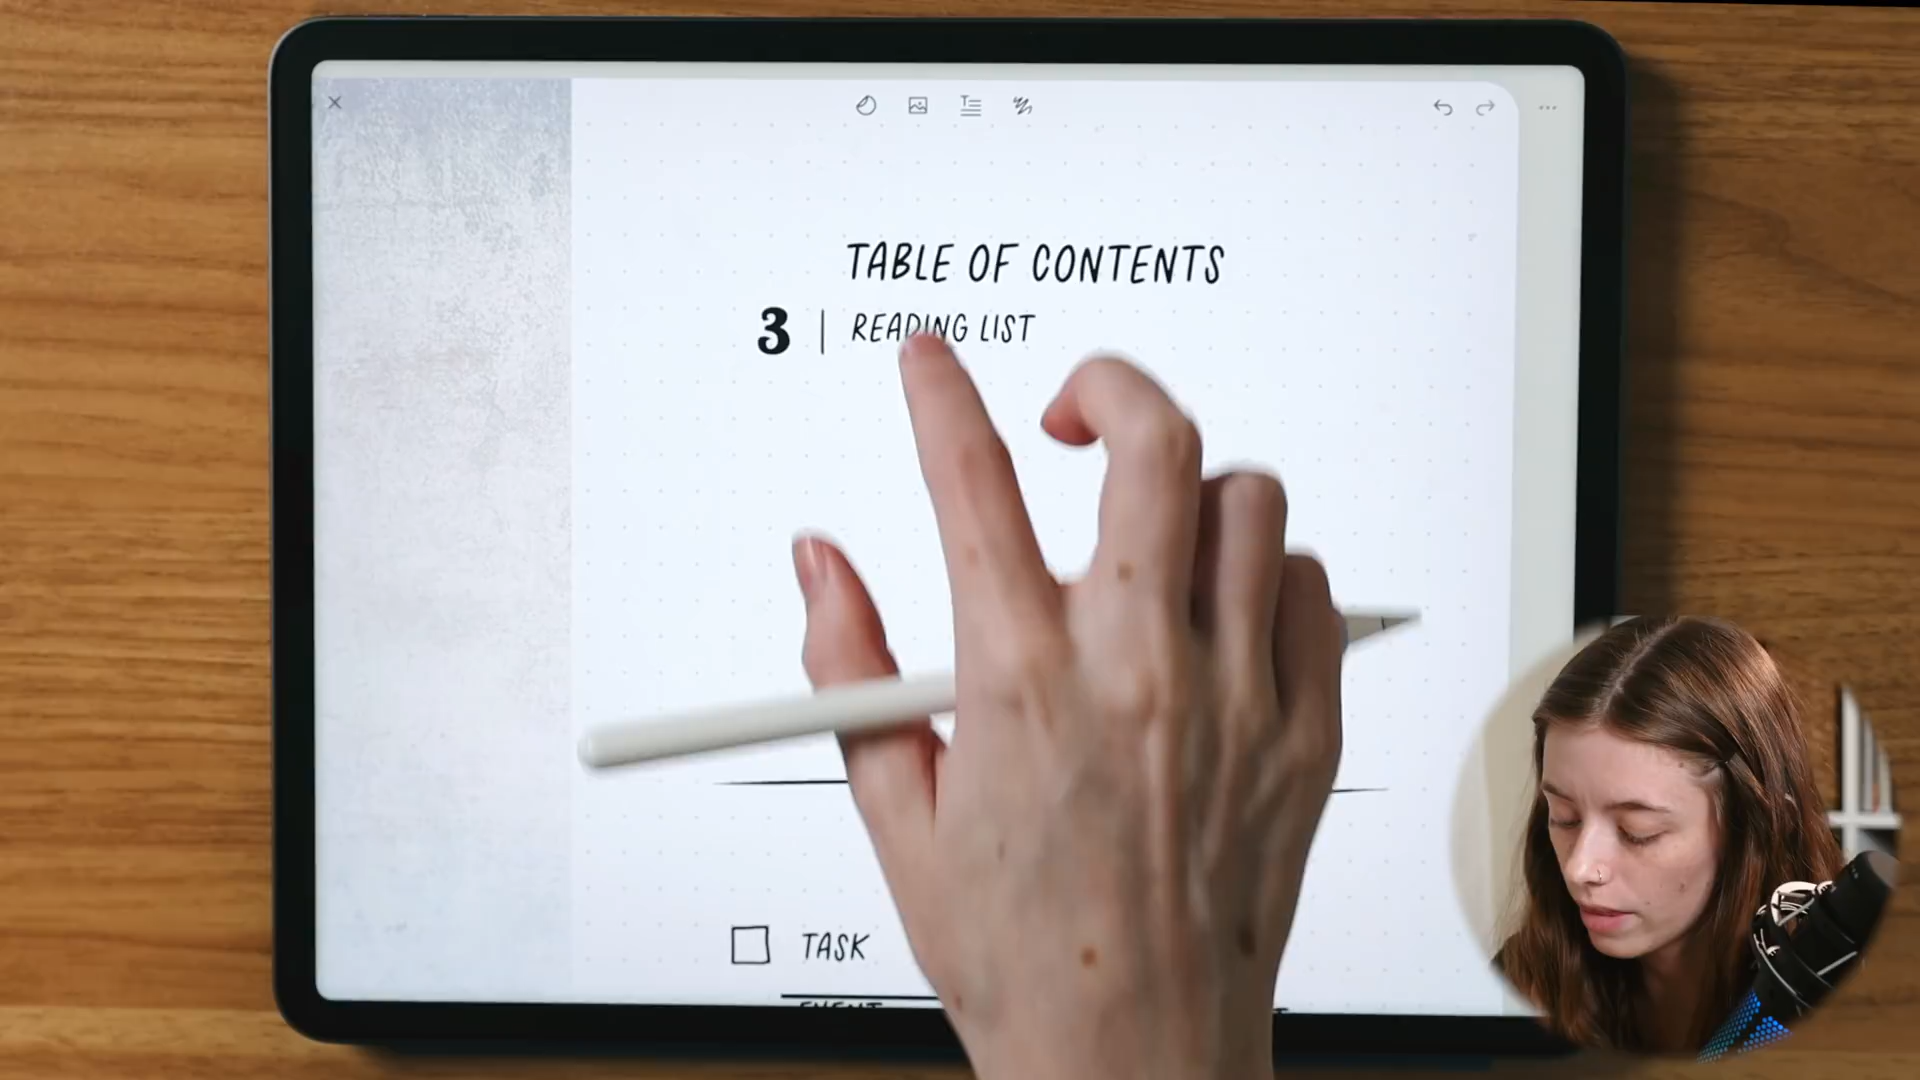 TABLE OF CONTENTS
3 | READING LIST
TASK